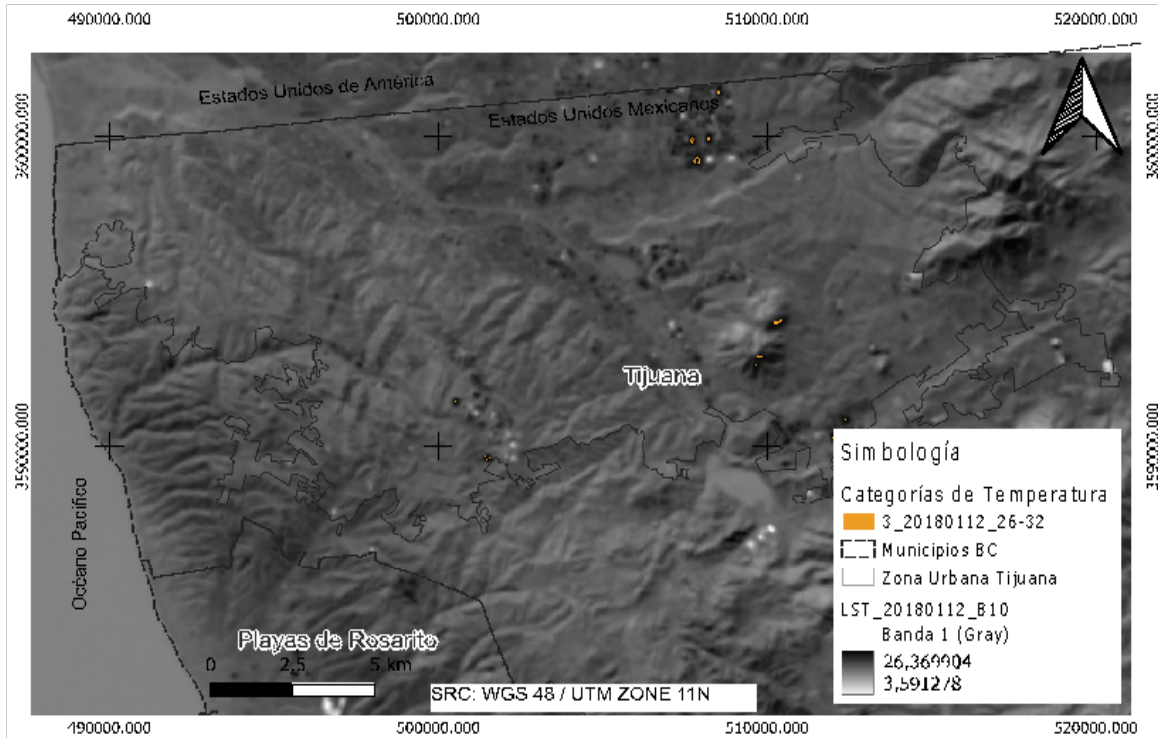 490000.000 500000.000 510000.000 520000.000
Estados Unidos de América
Estados Unidos Mexicanos
3600000.000
3600000.000
3590000.000
3590000.000
Tijuana
Océano Pacífico
Playas de Rosarito
0 2,5 5 km
SRC: WGS 48 / UTM ZONE 11N
Simbología
Categorías de Temperatura
3_20180112_26-32
Municipios BC
Zona Urbana Tijuana
LST_20180112_B10
Banda 1 (Gray)
26,369904
3,591278
490000.000 500000.000 510000.000 520000.000